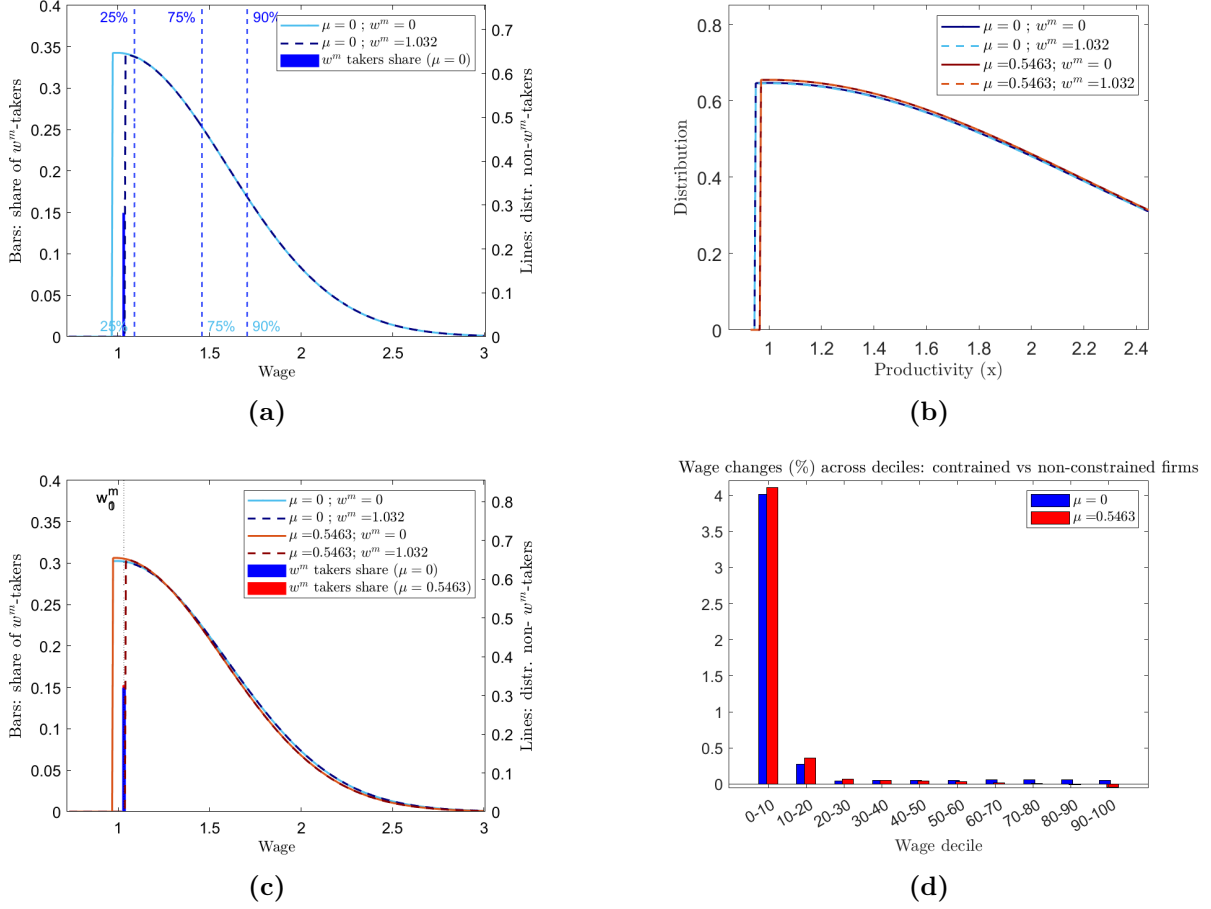 25% 75% 90%
μ = 0 ; w^m = 0
μ = 0 ; w^m =1.032
w^m takers share (μ = 0)
Bars: share of w^m-takers
0.4
0.35
0.3
0.25
0.2
0.15
0.1
0.05
0
Lines: distr. non-w^m-takers
0.7
0.6
0.5
0.4
0.3
0.2
0.1
0
25% 75% 90%
1 1.5 2 2.5 3
Wage
(a)
μ = 0 ; w^m = 0
μ = 0 ; w^m =1.032
μ =0.5463; w^m = 0
μ =0.5463; w^m = 1.032
Distribution
0.8
0.6
0.4
0.2
0
1 1.2 1.4 1.6 1.8 2 2.2 2.4
Productivity (x)
(b)
μ = 0 ; w^m = 0
μ = 0 ; w^m =1.032
μ =0.5463; w^m = 0
μ =0.5463; w^m =1.032
w^m takers share (μ = 0)
w^m takers share (μ = 0.5463)
Bars: share of w^m-takers
0.4
0.35
0.3
0.25
0.2
0.15
0.1
0.05
0
Lines: distr. non- w^m-takers
0.8
0.7
0.6
0.5
0.4
0.3
0.2
0.1
0
1 1.5 2 2.5 3
Wage
(c)
Wage changes (%) across deciles: contrained vs non-constrained firms
μ = 0
μ =0.5463
4
3.5
3
2.5
2
1.5
1
0.5
0
0-10 10-20 20-30 30-40 40-50 50-60 60-70 70-80 80-90 90-100
Wage decile
(d)